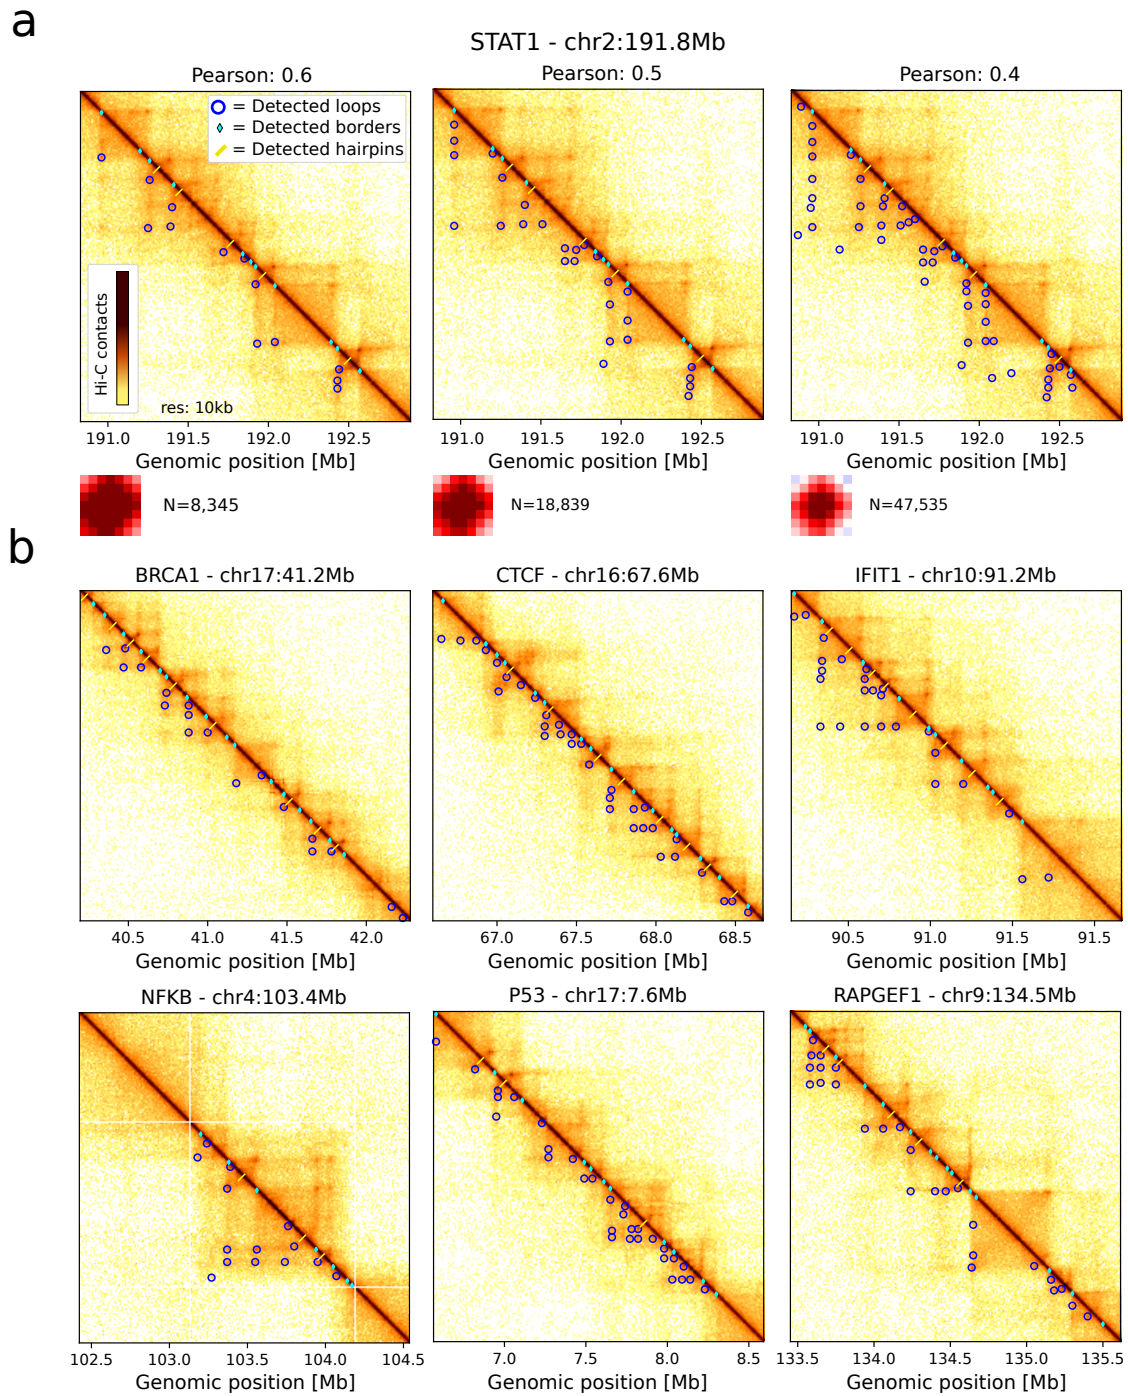 a
STAT1 - chr2:191.8Mb
Pearson: 0.6
Pearson: 0.5
Pearson: 0.4
= Detected loops
= Detected borders
= Detected hairpins
Hi-C contacts
res: 10kb
191.0 191.5 192.0 192.5
191.0 191.5 192.0 192.5
191.0 191.5 192.0 192.5
Genomic position [Mb]
Genomic position [Mb]
Genomic position [Mb]
N=8,345
N=18,839
N=47,535
b
BRCA1 - chr17:41.2Mb
CTCF - chr16:67.6Mb
IFIT1 - chr10:91.2Mb
40.5 41.0 41.5 42.0
67.0 67.5 68.0 68.5
90.5 91.0 91.5 91.5
Genomic position [Mb]
Genomic position [Mb]
Genomic position [Mb]
NFKB - chr4:103.4Mb
P53 - chr17:7.6Mb
RAPGEF1 - chr9:134.5Mb
102.5 103.0 103.5 104.0 104.5
7.0 7.5 8.0 8.5
133.5 134.0 134.5 135.0 135.5
Genomic position [Mb]
Genomic position [Mb]
Genomic position [Mb]